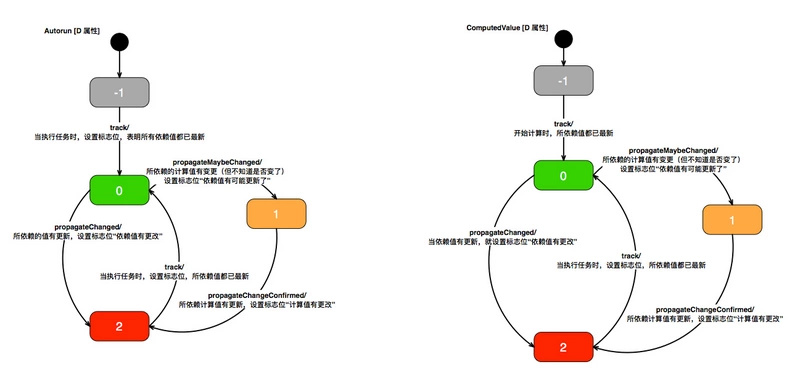 Autorun [D 属性]
-1
track/
当执行任务时，设置标志位，表明所有依赖值都已最新
propagateMaybeChanged/
所依赖的计算值有变更（但不知道是否变了）
设置标志位“依赖值有可能更新了”
0
1
propagateChanged/
所依赖的值有更新，设置标志位“依赖值有更改”
track/
当执行任务时，设置标志位，所依赖值都已最新
propagateChangeConfirmed/
所依赖计算值有更新，设置标志位“计算值有更改”
2
ComputedValue [D 属性]
-1
track/
开始计算时，所依赖值都已最新
propagateMaybeChanged/
所依赖的计算值有变更（但不知道是否变了）
设置标志位“依赖值有可能更新了”
0
1
propagateChanged/
当依赖值有更新，就设置标志位“依赖值有更改”
track/
当执行任务时，设置标志位，所依赖值都已最新
propagateChangeConfirmed/
所依赖计算值有更新，设置标志位“计算值有更改”
2